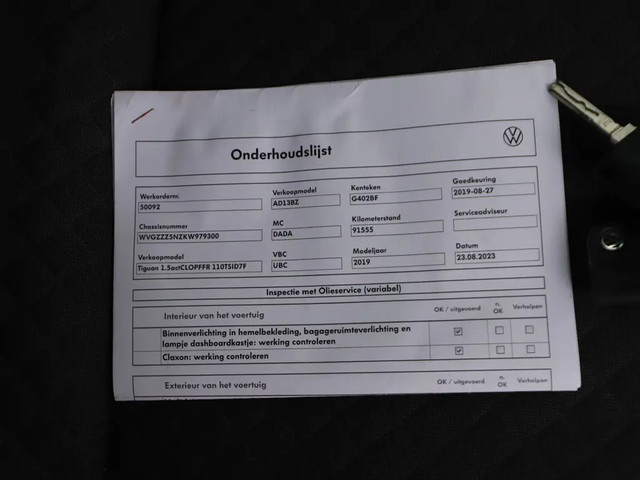 Onderhoudslijst
Werkordernr. Verkoopmodel Kenteken Goedkeuring
50092 AD13BZ G402BF 2019-08-27
Chassisnummer MC Kilometerstand Serviceadviseur
WVGZZZ5NZKW979300 DADA 91555
Verkoopmodel VBC Modeljaar Datum
Tiguan 1.5actCLOPFFR 110TSID7F UBC 2019 23.08.2023
Inspectie met Olieservice (variabel)
Interieur van het voertuig OK / uitgevoerd n. OK Verholpen
Binnenverlichting in hemelbekleding, bagageruimteverlichting en
lampje dashboardkastje: werking controleren
Claxon: werking controleren
Exterieur van het voertuig OK / uitgevoerd n. OK Verholpen